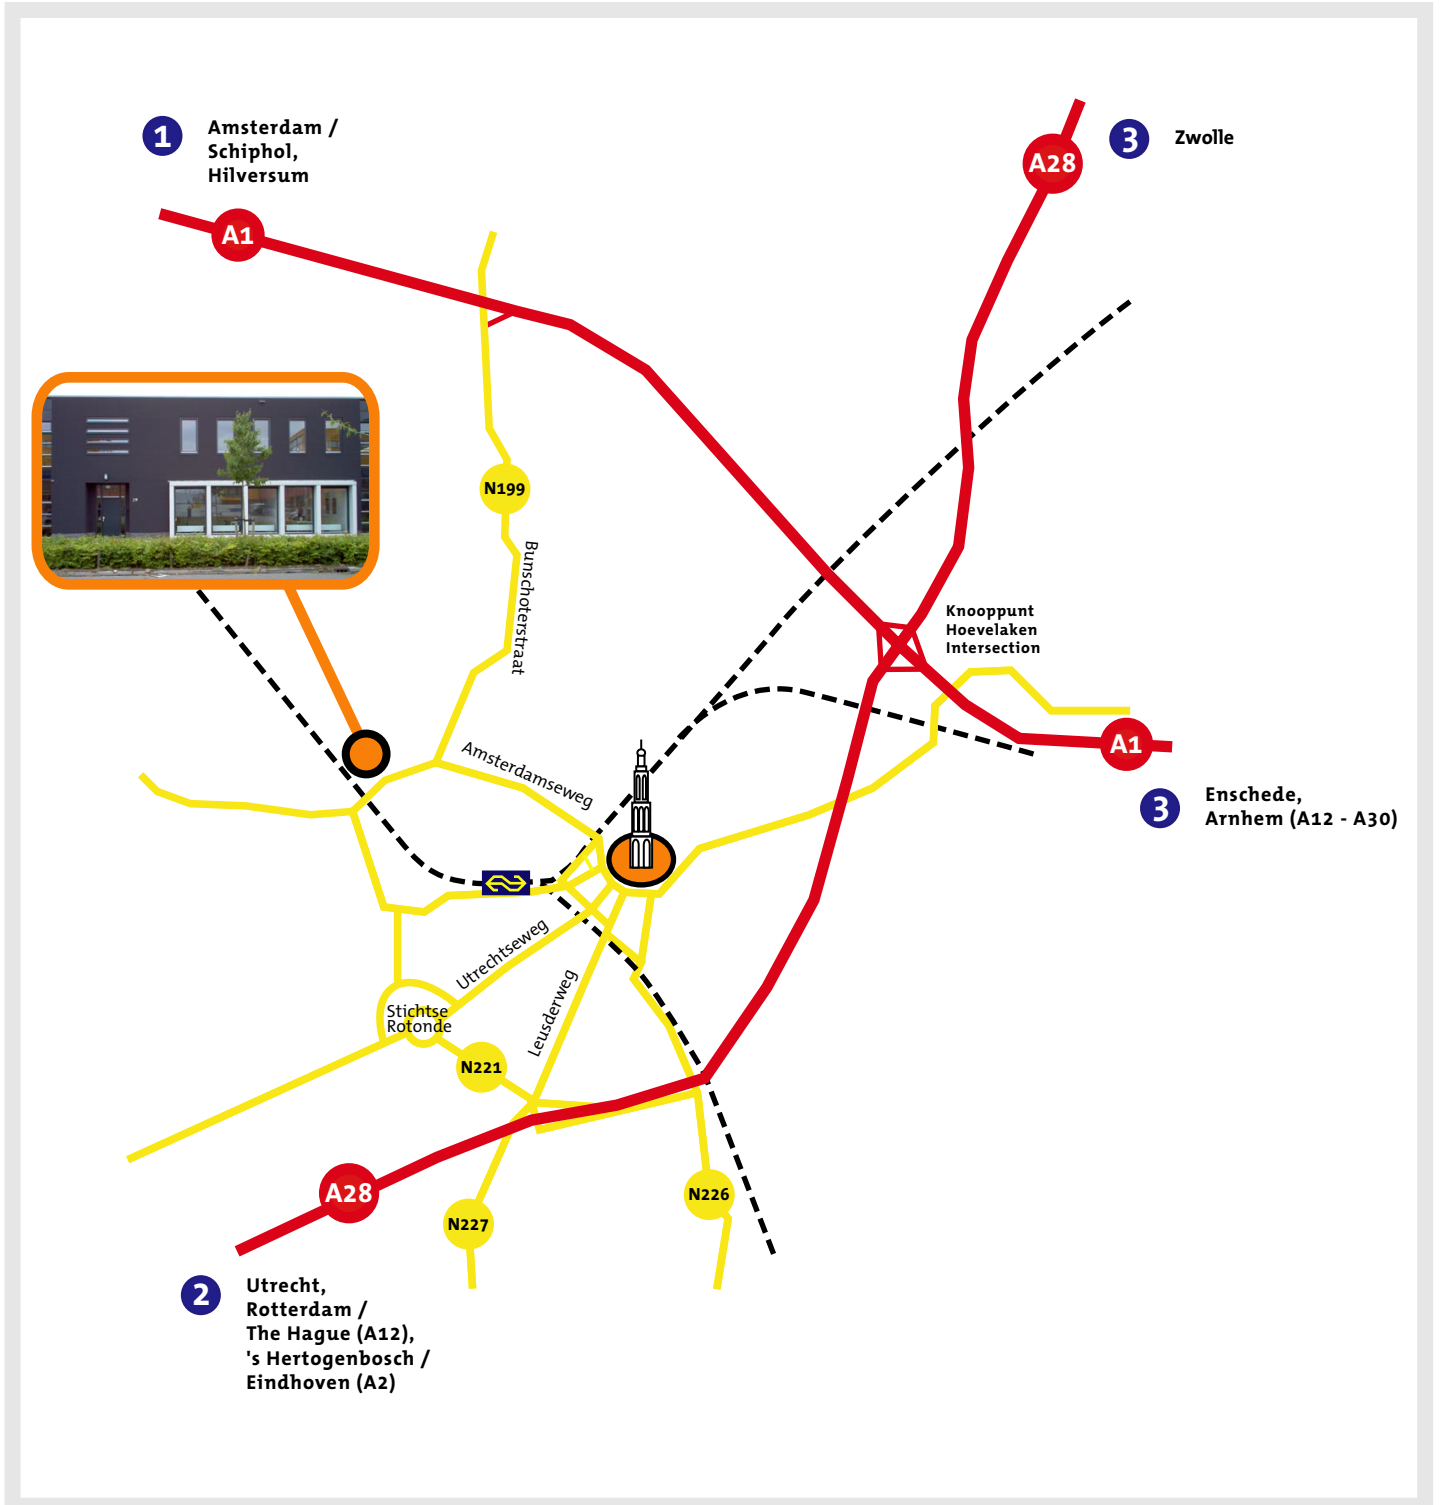 1
Amsterdam /
Schiphol,
Hilversum
A1
A28
3
Zwolle
N199
Bunschoterstraat
Knooppunt
Hoevelaken
Intersection
A1
3
Enschede,
Arnhem (A12 - A30)
Amsterdamseweg
Utrechtseweg
Leusderweg
Stichtse
Rotonde
N221
A28
N227
N226
2
Utrecht,
Rotterdam /
The Hague (A12),
's Hertogenbosch /
Eindhoven (A2)